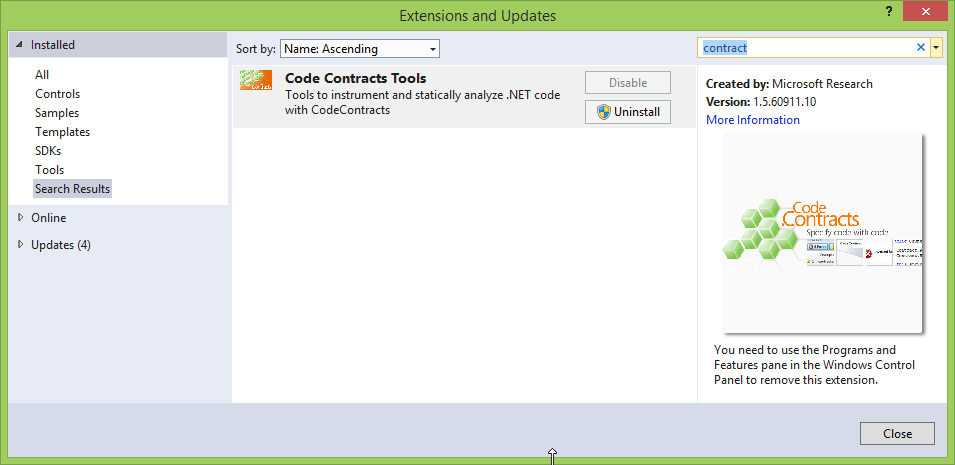 Extensions and Updates
?
Installed
All
Controls
Samples
Templates
SDKs
Tools
Search Results
Online
Updates (4)
Sort by: Name: Ascending
Code Contracts Tools
Tools to instrument and statically analyze .NET code
with CodeContracts
Disable
Uninstall
contract
Created by: Microsoft Research
Version: 1.5.60911.10
More Information
Code
Contracts
Specify code with code
You need to use the Programs and
Features pane in the Windows Control
Panel to remove this extension.
Close